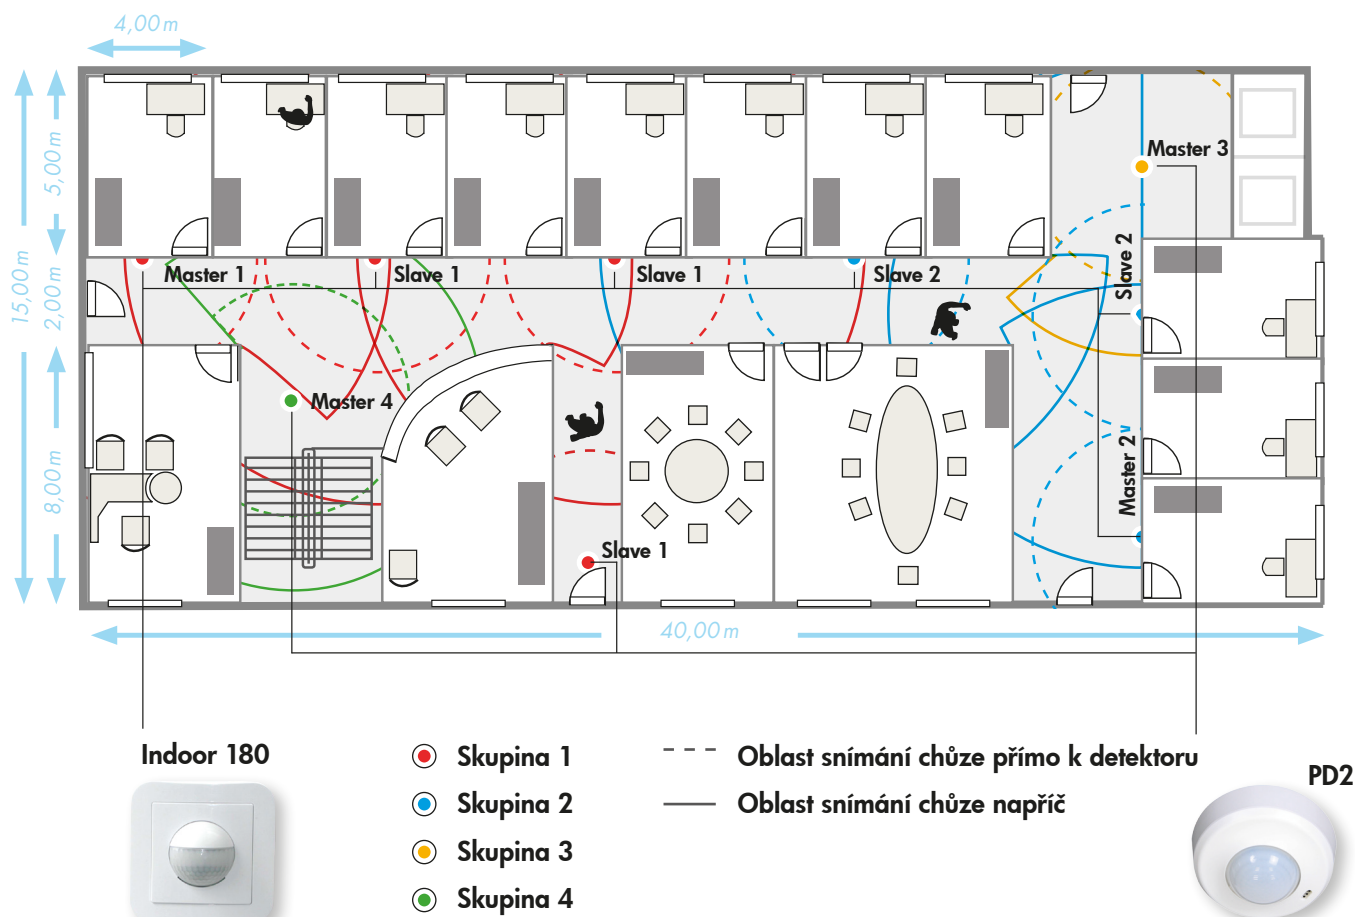 4,00 m
5,00 m
15,00 m
2,00 m
8,00 m
Master 3
Slave 2
Master 1
Slave 1
Slave 1
Slave 2
Master 4
Master 2
Slave 1
40,00 m
Indoor 180
Skupina 1
Oblast snímání chůze přímo k detektoru
PD2
Skupina 2
Oblast snímání chůze napříč
Skupina 3
Skupina 4